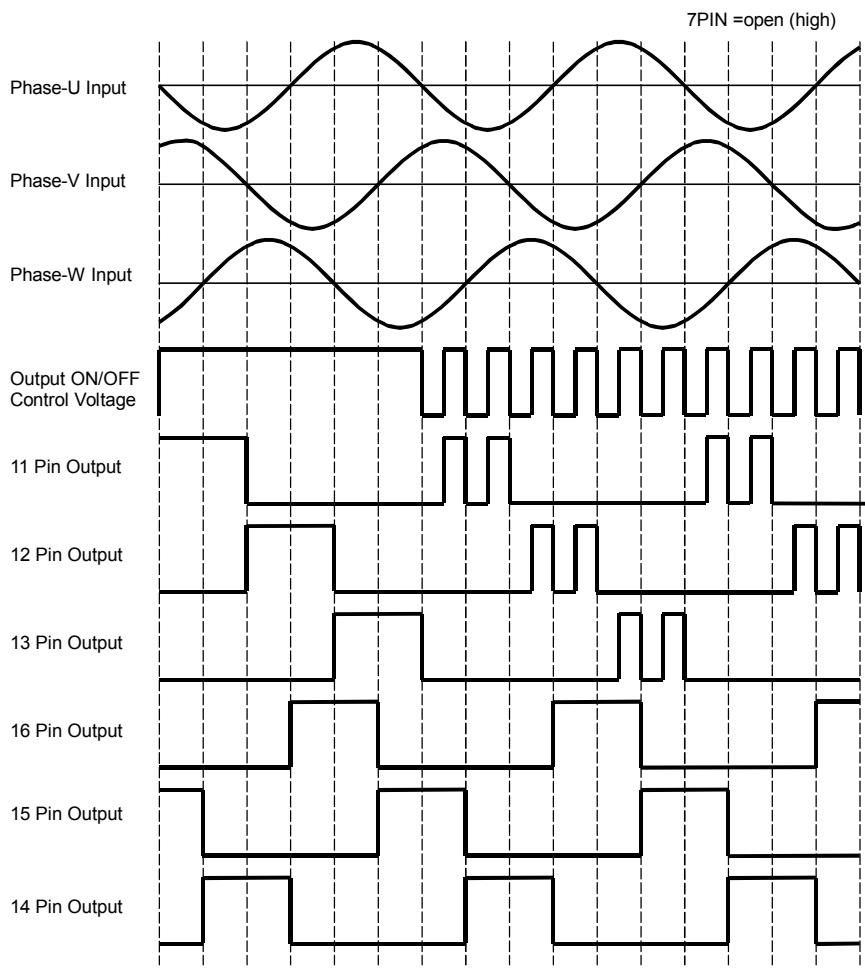 7PIN =open (high)
Phase-U Input
Phase-V Input
Phase-W Input
Output ON/OFF
Control Voltage
11 Pin Output
12 Pin Output
13 Pin Output
16 Pin Output
15 Pin Output
14 Pin Output